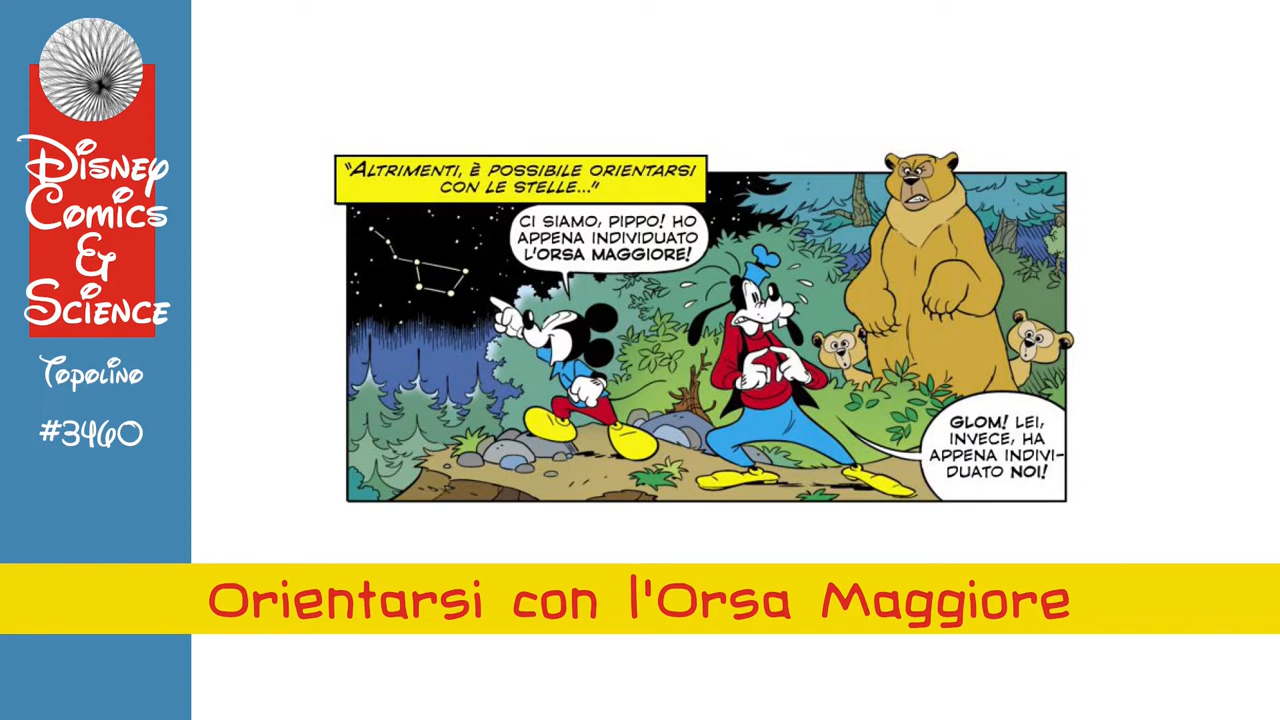 Disney
Comics
&
Science
Topolino
#3460
"ALTRIMENTI, È POSSIBILE ORIENTARSI
CON LE STELLE..."
CI SIAMO, PIPPO! HO
APPENA INDIVIDUATO
L'ORSA MAGGIORE!
GLOM! LEI,
INVECE, HA
APPENA INDIVI-
DUATO NOI!
Orientarsi con l'Orsa Maggiore